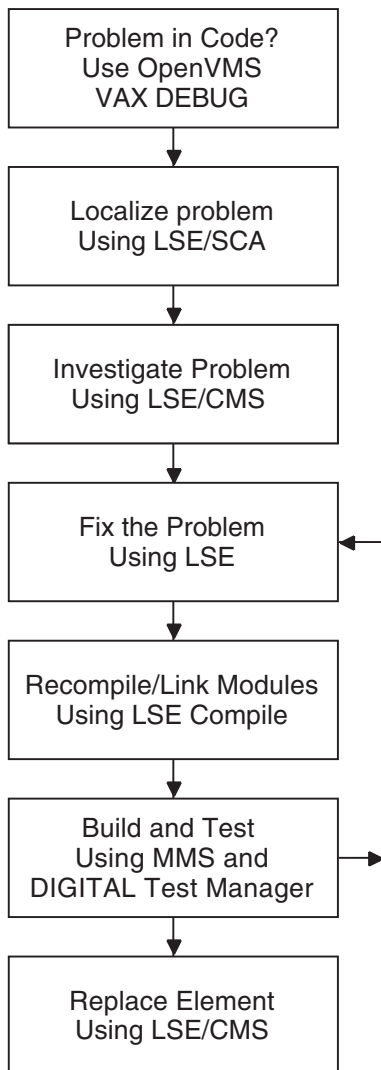 Problem in Code?
Use OpenVMS
VAX DEBUG
Localize problem
Using LSE/SCA
Investigate Problem
Using LSE/CMS
Fix the Problem
Using LSE
Recompile/Link Modules
Using LSE Compile
Build and Test
Using MMS and
DIGITAL Test Manager
Replace Element
Using LSE/CMS